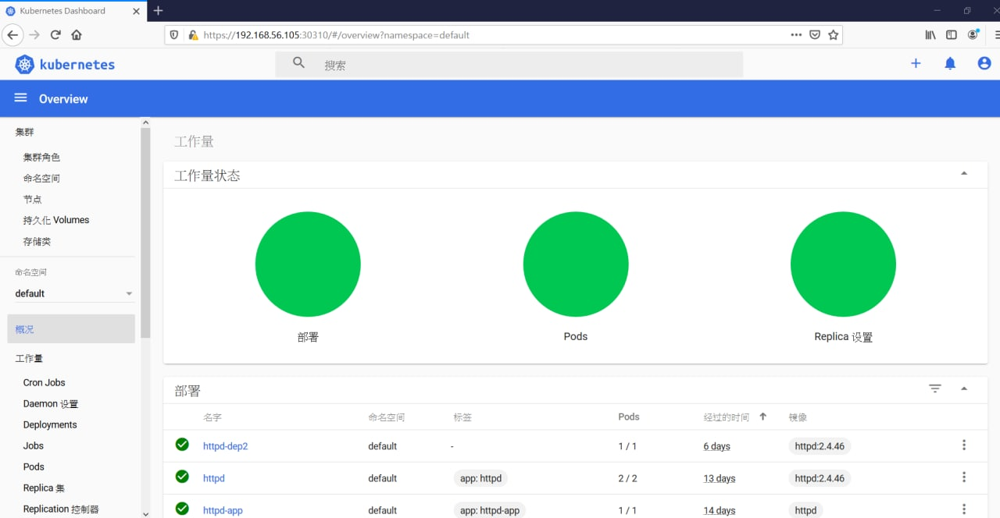 Kubernetes Dashboard
https://192.168.56.105:30310/#/overview?namespace=default
kubernetes
搜索
Overview
集群
集群角色
命名空间
节点
持久化 Volumes
存储类
命名空间
default
概况
工作量
Cron Jobs
Daemon 设置
Deployments
Jobs
Pods
Replica 集
Replication 控制器
工作量
工作量状态
部署
Pods
Replica 设置
部署
名字 命名空间 标签 Pods 经过的时间 镜像
httpd-dep2 default - 1 / 1 6 days httpd:2.4.46
httpd default app: httpd 2 / 2 13 days httpd:2.4.46
httpd-app default app: httpd-app 1 / 1 14 days httpd